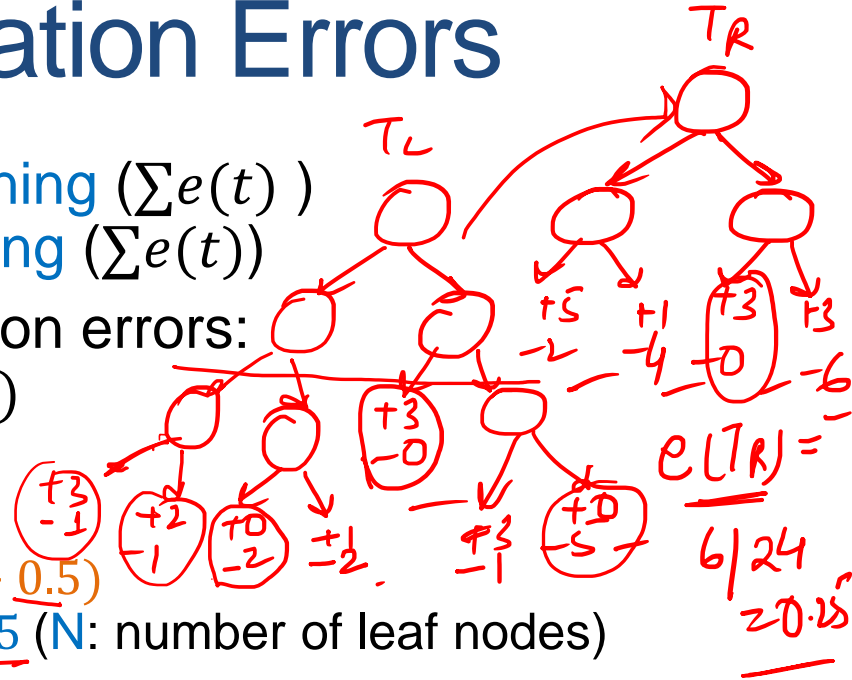 ation Errors
T_R
T_L
ning (∑e(t) )
ng (∑e(t))
on errors:
)
+5 +1 +3 +3
-2 -4 -0 -6
+3
-0
e(T_R) =
+3 +2 +0 +1 +3 +0
-1 -1 -2 -2 -1 -5
6/24
0.5)
=0.25
5 (N: number of leaf nodes)